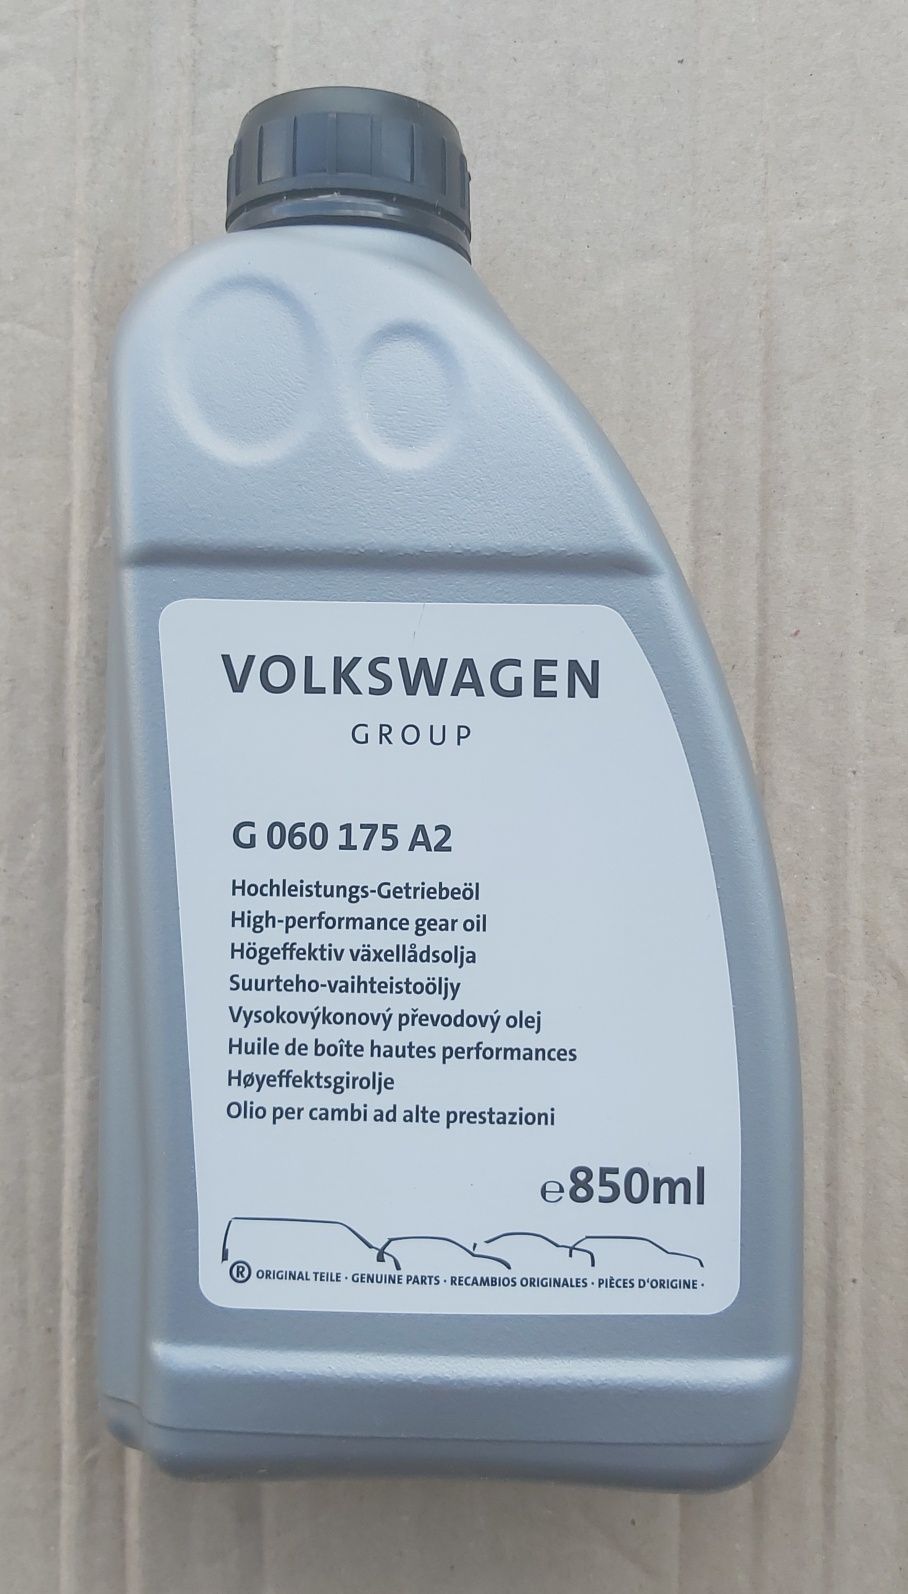 VOLKSWAGEN
GROUP
G 060 175 A2
Hochleistungs-Getriebeöl
High-performance gear oil
Högeffektiv växellådsolja
Suurteho-vaihteistoöljy
Vysokovýkonový převodový olej
Huile de boîte hautes performances
Høyeffektsgirolje
Olio per cambi ad alte prestazioni
℮850ml
® ORIGINAL TEILE · GENUINE PARTS · RECAMBIOS ORIGINALES · PIÈCES D'ORIGINE ·